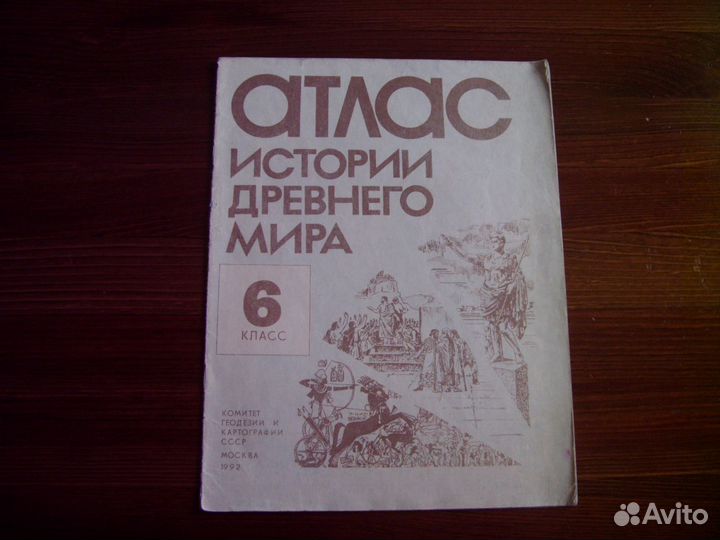 атлас
ИСТОРИИ
ДРЕВНЕГО
МИРА
6
КЛАСС
КОМИТЕТ
ГЕОДЕЗИИ И
КАРТОГРАФИИ
СССР
МОСКВА
1992
Avito